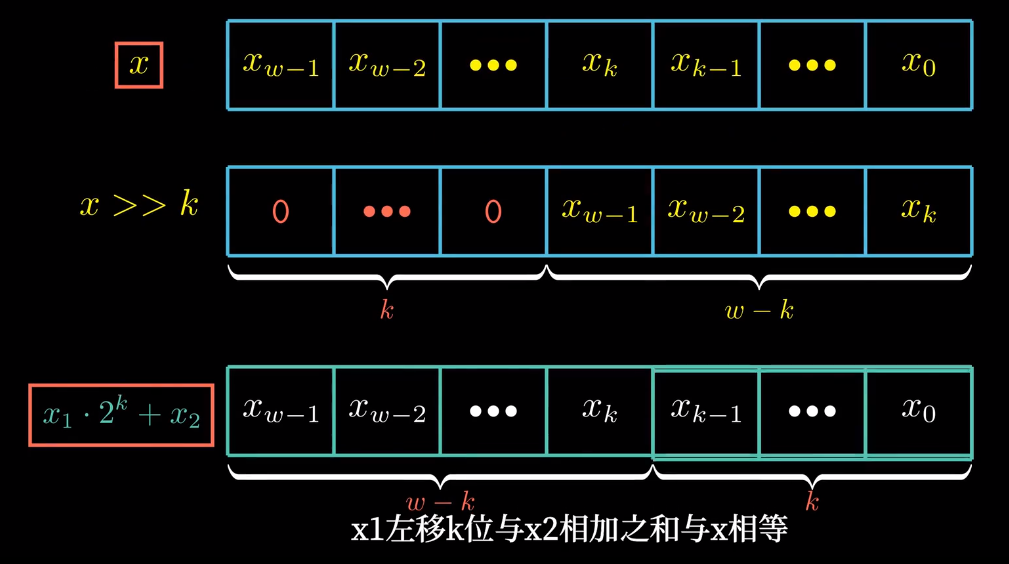 x x_{w-1} x_{w-2} ••• x_k x_{k-1} ••• x_0
x >> k 0 ••• 0 x_{w-1} x_{w-2} ••• x_k
k w − k
x_1 · 2^k + x_2 x_{w-1} x_{w-2} ••• x_k x_{k-1} ••• x_0
w − k k
x1左移k位与x2相加之和与x相等